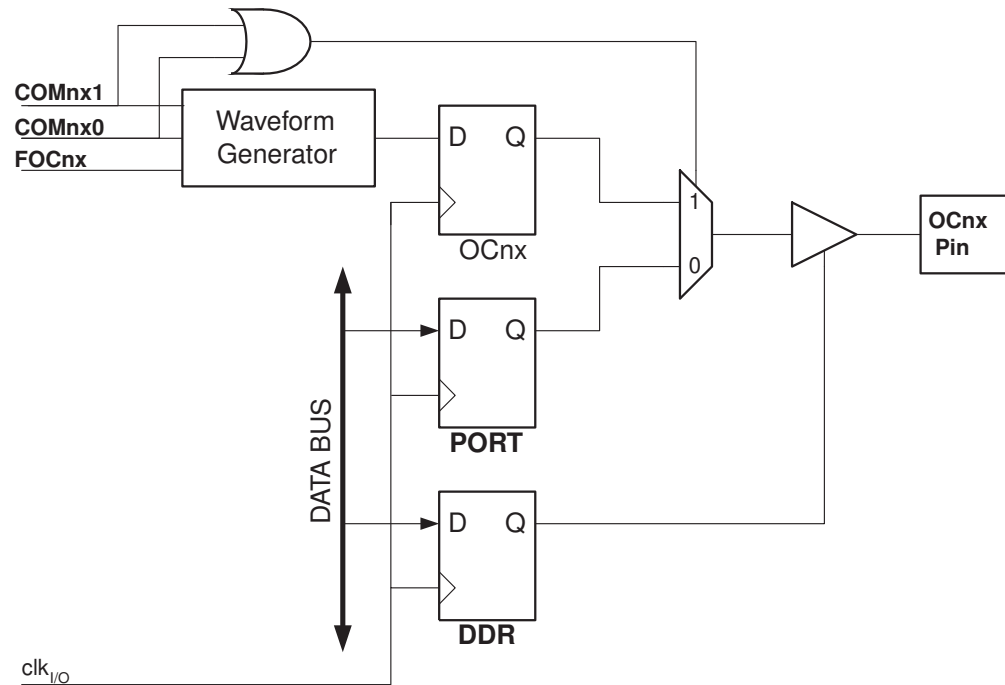 COMnx1
COMnx0
FOCnx
Waveform
Generator
D Q
OCnx
1
0
OCnx
Pin
D Q
PORT
DATA BUS
D Q
DDR
clkI/O